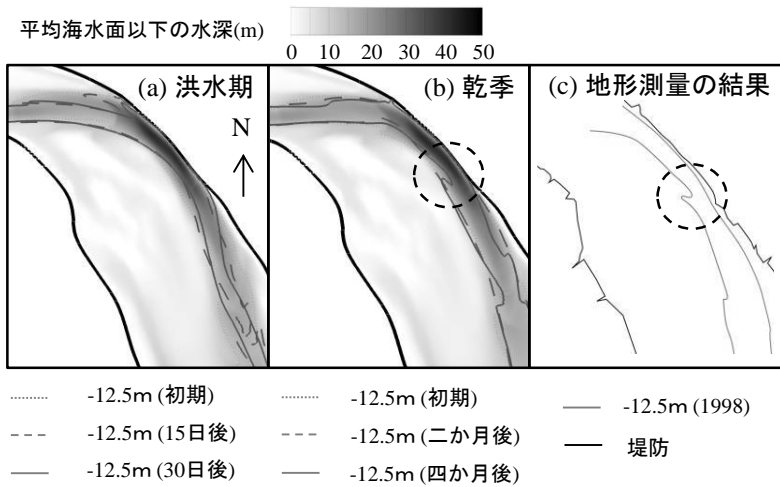 平均海水面以下の水深(m)
0 10 20 30 40 50
(a) 洪水期
(b) 乾季
(c) 地形測量の結果
N
-12.5m (初期)
-12.5m (15日後)
-12.5m (30日後)
-12.5m (初期)
-12.5m (二か月後)
-12.5m (四か月後)
-12.5m (1998)
堤防